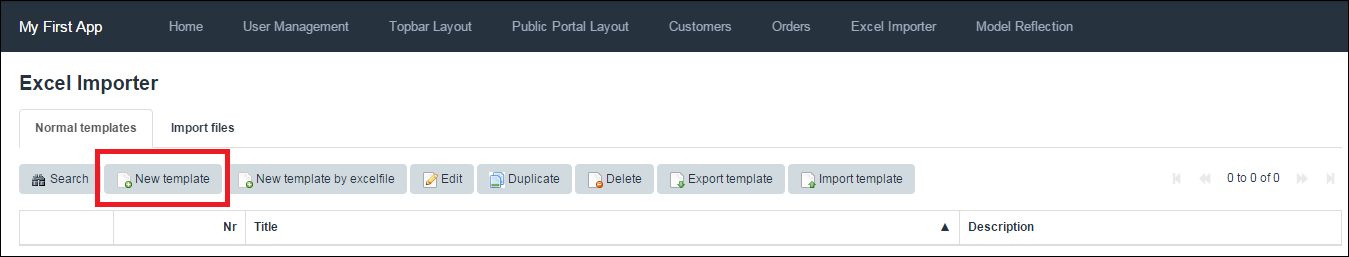 My First App Home User Management Topbar Layout Public Portal Layout Customers Orders Excel Importer Model Reflection
Excel Importer
Normal templates Import files
Search New template New template by excelfile Edit Duplicate Delete Export template Import template 0 to 0 of 0
Nr Title ▲ Description